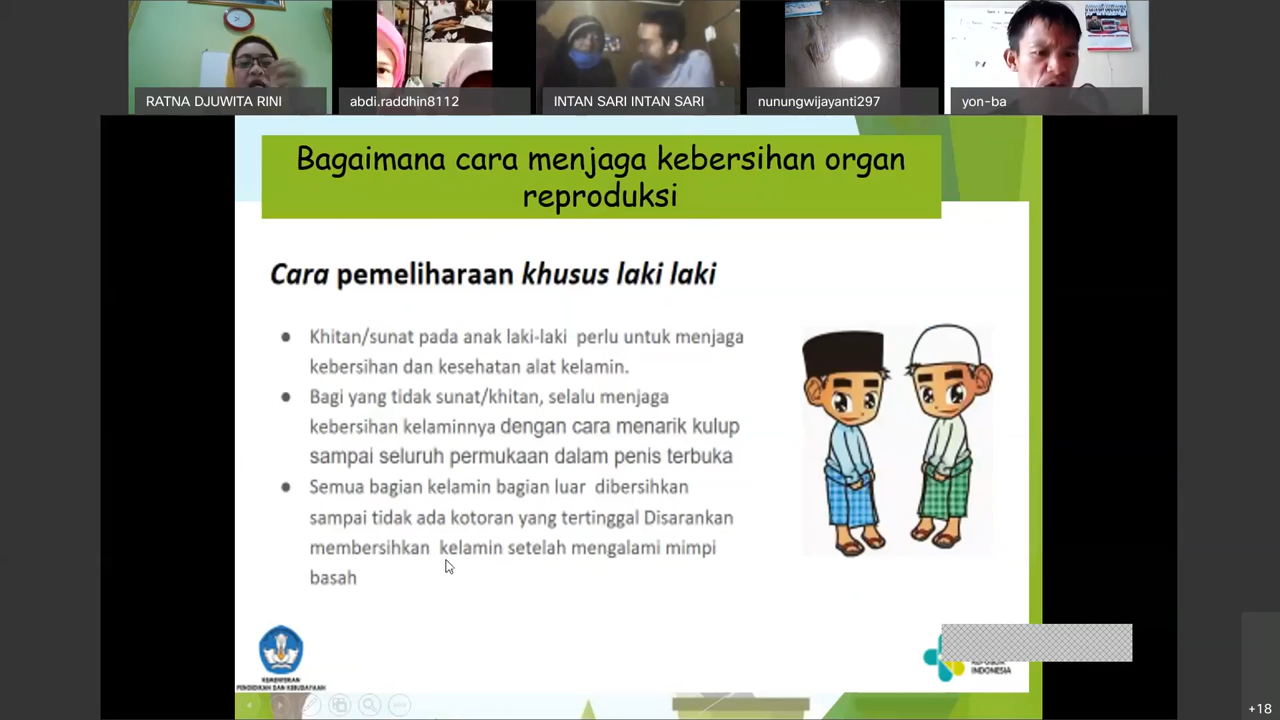 RATNA DJUWITA RINI
abdi.raddhin8112
INTAN SARI INTAN SARI
nunungwijayanti297
yon-ba
Bagaimana cara menjaga kebersihan organ
reproduksi
Cara pemeliharaan khusus laki laki
● Khitan/sunat pada anak laki-laki perlu untuk menjaga
kebersihan dan kesehatan alat kelamin.
● Bagi yang tidak sunat/khitan, selalu menjaga
kebersihan kelaminnya dengan cara menarik kulup
sampai seluruh permukaan dalam penis terbuka
● Semua bagian kelamin bagian luar dibersihkan
sampai tidak ada kotoran yang tertinggal Disarankan
membersihkan kelamin setelah mengalami mimpi
basah
KEMENTERIAN
PENDIDIKAN DAN KEBUDAYAAN
INDONESIA
+18